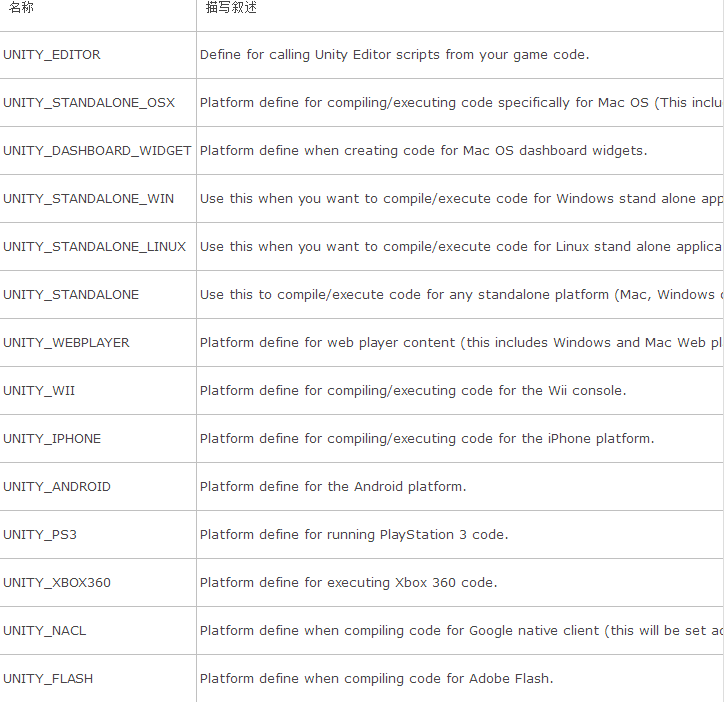 名称 描写叙述
UNITY_EDITOR Define for calling Unity Editor scripts from your game code.
UNITY_STANDALONE_OSX Platform define for compiling/executing code specifically for Mac OS (This inclu
UNITY_DASHBOARD_WIDGET Platform define when creating code for Mac OS dashboard widgets.
UNITY_STANDALONE_WIN Use this when you want to compile/execute code for Windows stand alone app
UNITY_STANDALONE_LINUX Use this when you want to compile/execute code for Linux stand alone applica
UNITY_STANDALONE Use this to compile/execute code for any standalone platform (Mac, Windows
UNITY_WEBPLAYER Platform define for web player content (this includes Windows and Mac Web pl
UNITY_WII Platform define for compiling/executing code for the Wii console.
UNITY_IPHONE Platform define for compiling/executing code for the iPhone platform.
UNITY_ANDROID Platform define for the Android platform.
UNITY_PS3 Platform define for running PlayStation 3 code.
UNITY_XBOX360 Platform define for executing Xbox 360 code.
UNITY_NACL Platform define when compiling code for Google native client (this will be set
UNITY_FLASH Platform define when compiling code for Adobe Flash.